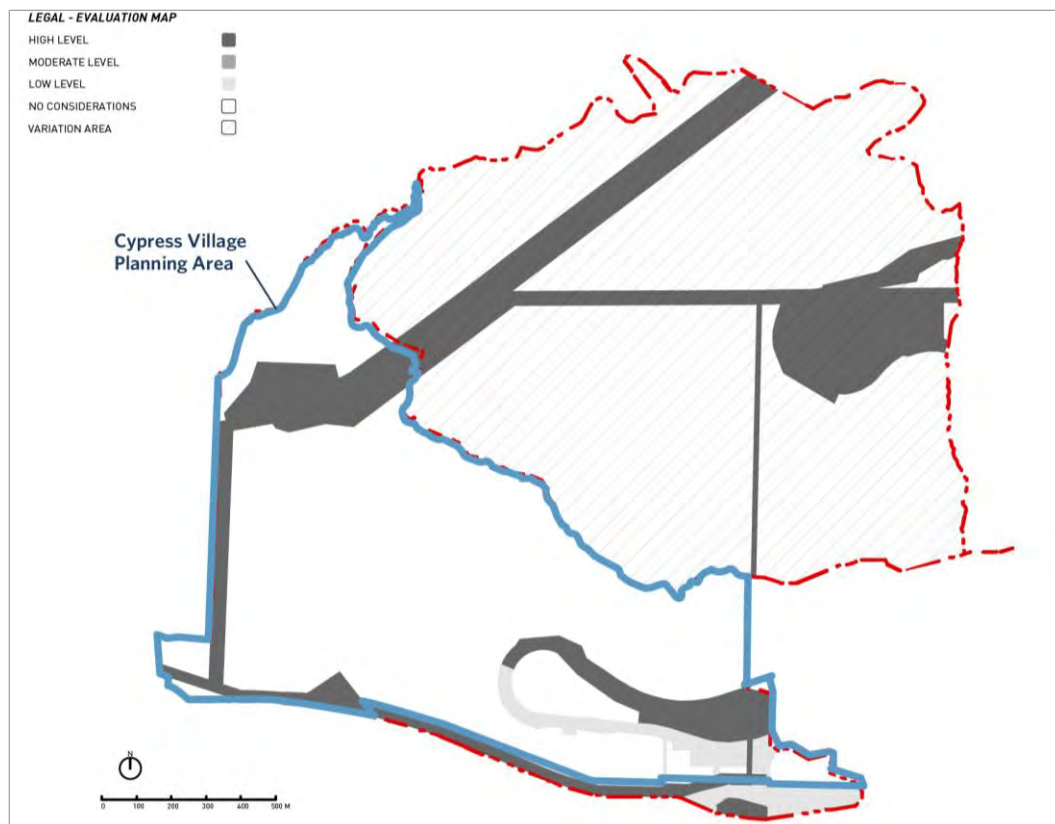 LEGAL - EVALUATION MAP
HIGH LEVEL
MODERATE LEVEL
LOW LEVEL
NO CONSIDERATIONS
VARIATION AREA
Cypress Village
Planning Area
N
0 100 200 300 400 500 M